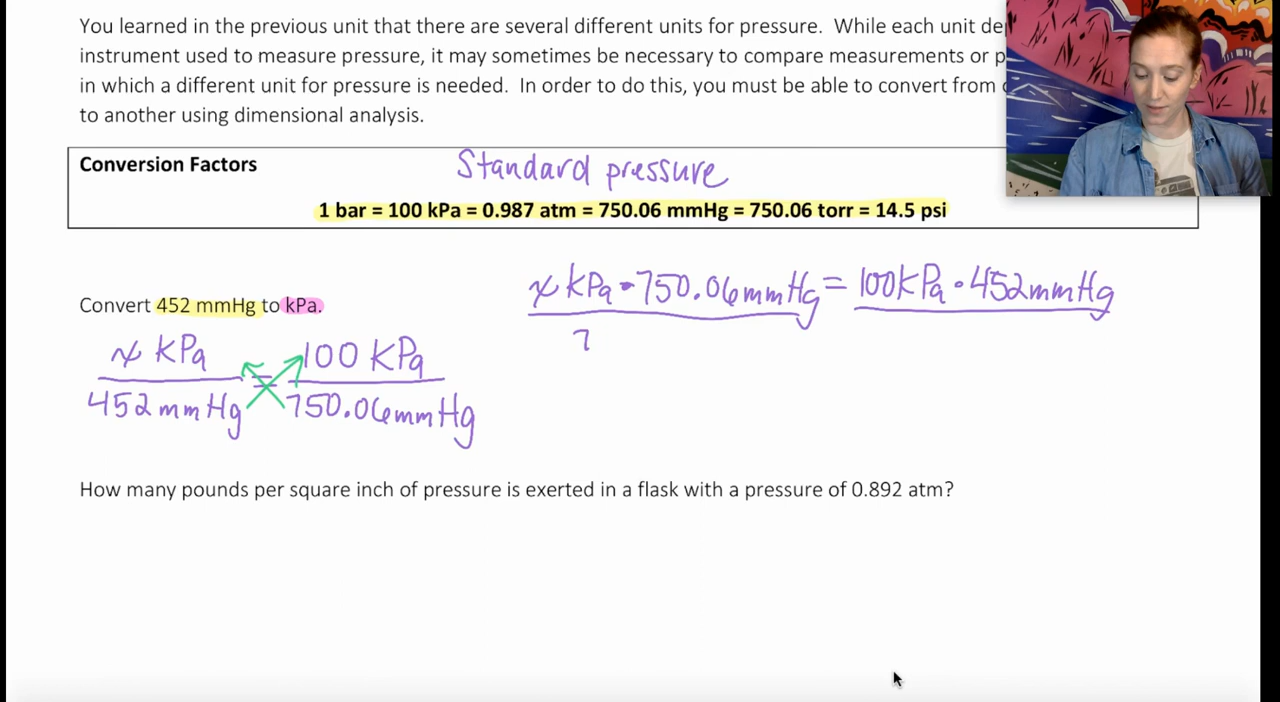 You learned in the previous unit that there are several different units for pressure. While each unit de
instrument used to measure pressure, it may sometimes be necessary to compare measurements or p
in which a different unit for pressure is needed. In order to do this, you must be able to convert from
to another using dimensional analysis.
Conversion Factors
Standard pressure
1 bar = 100 kPa = 0.987 atm = 750.06 mmHg = 750.06 torr = 14.5 psi
Convert 452 mmHg to kPa.
x kPa = 100 kPa
452 mmHg 750.06 mmHg
x kPa • 750.06 mmHg = 100 kPa • 452 mmHg
7
How many pounds per square inch of pressure is exerted in a flask with a pressure of 0.892 atm?